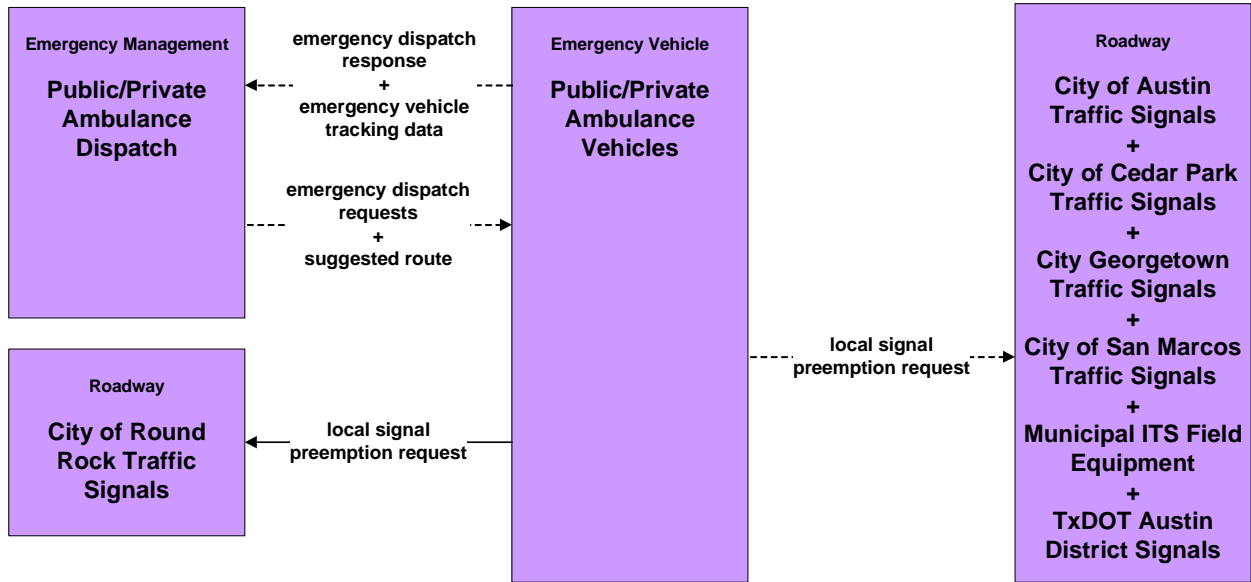 Emergency Management
Public/Private
Ambulance
Dispatch
emergency dispatch
response
+
emergency vehicle
tracking data
emergency dispatch
requests
+
suggested route
Emergency Vehicle
Public/Private
Ambulance
Vehicles
Roadway
City of Round
Rock Traffic
Signals
local signal
preemption request
local signal
preemption request
Roadway
City of Austin
Traffic Signals
+
City of Cedar Park
Traffic Signals
+
City Georgetown
Traffic Signals
+
City of San Marcos
Traffic Signals
+
Municipal ITS Field
Equipment
+
TxDOT Austin
District Signals